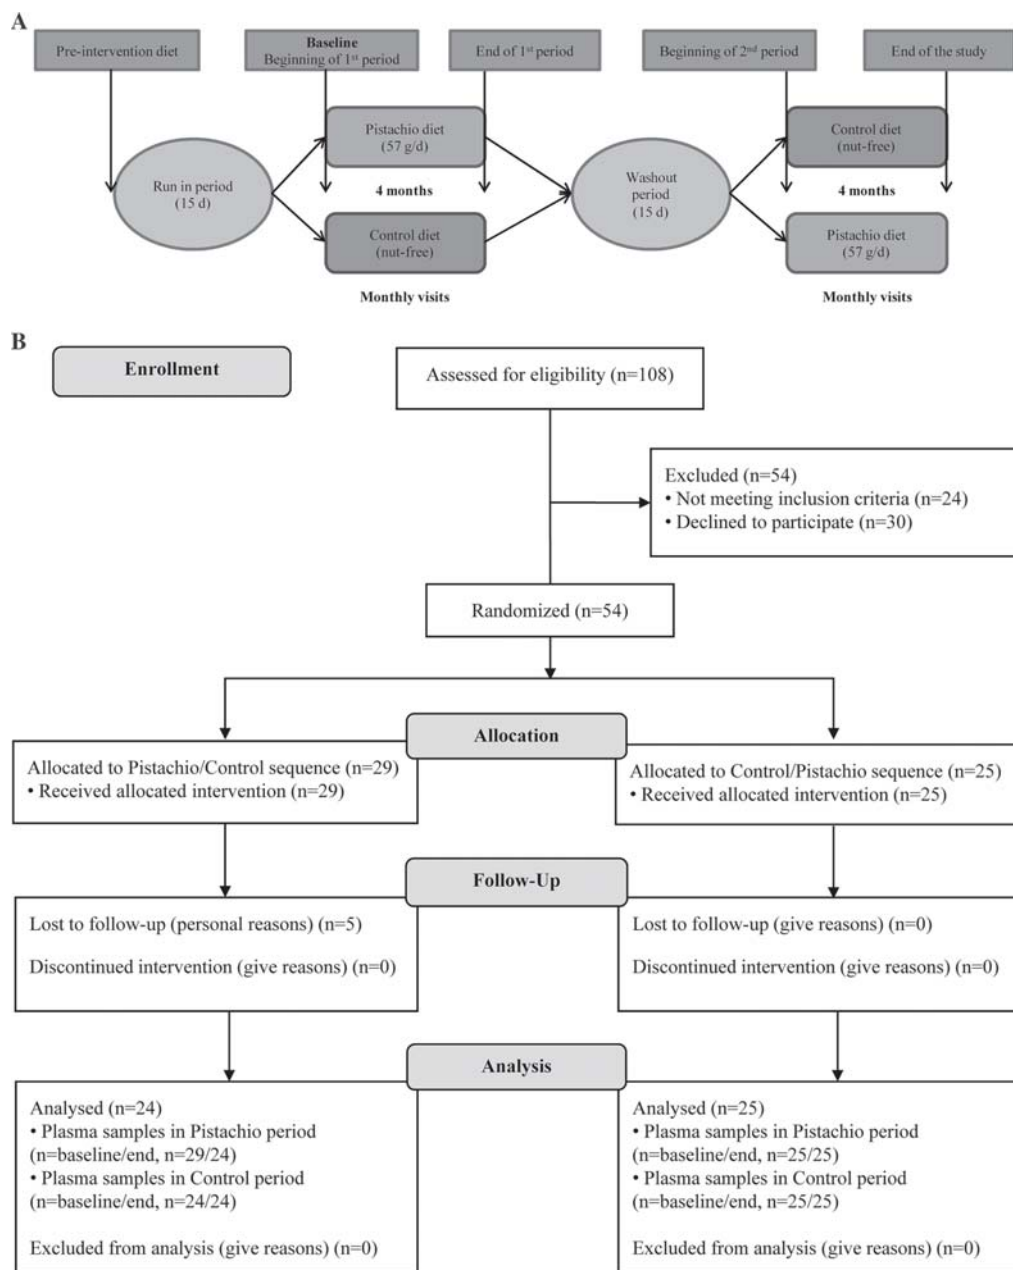 A
Pre-intervention diet
Baseline
Beginning of 1st period
End of 1st period
Beginning of 2nd period
End of the study
Pistachio diet
(57 g/d)
Control diet
(nut-free)
Run in period
(15 d)
4 months
Washout
period
(15 d)
4 months
Control diet
(nut-free)
Pistachio diet
(57 g/d)
Monthly visits
Monthly visits
B
Enrollment
Assessed for eligibility (n=108)
Excluded (n=54)
• Not meeting inclusion criteria (n=24)
• Declined to participate (n=30)
Randomized (n=54)
Allocation
Allocated to Pistachio/Control sequence (n=29)
• Received allocated intervention (n=29)
Allocated to Control/Pistachio sequence (n=25)
• Received allocated intervention (n=25)
Follow-Up
Lost to follow-up (personal reasons) (n=5)
Discontinued intervention (give reasons) (n=0)
Lost to follow-up (give reasons) (n=0)
Discontinued intervention (give reasons) (n=0)
Analysis
Analysed (n=24)
• Plasma samples in Pistachio period
(n=baseline/end, n=29/24)
• Plasma samples in Control period
(n=baseline/end, n=24/24)
Excluded from analysis (give reasons) (n=0)
Analysed (n=25)
• Plasma samples in Pistachio period
(n=baseline/end, n=25/25)
• Plasma samples in Control period
(n=baseline/end, n=25/25)
Excluded from analysis (give reasons) (n=0)